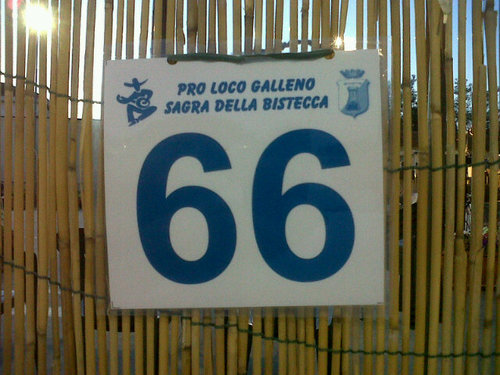 PRO LOCO GALLENO
SAGRA DELLA BISTECCA
66